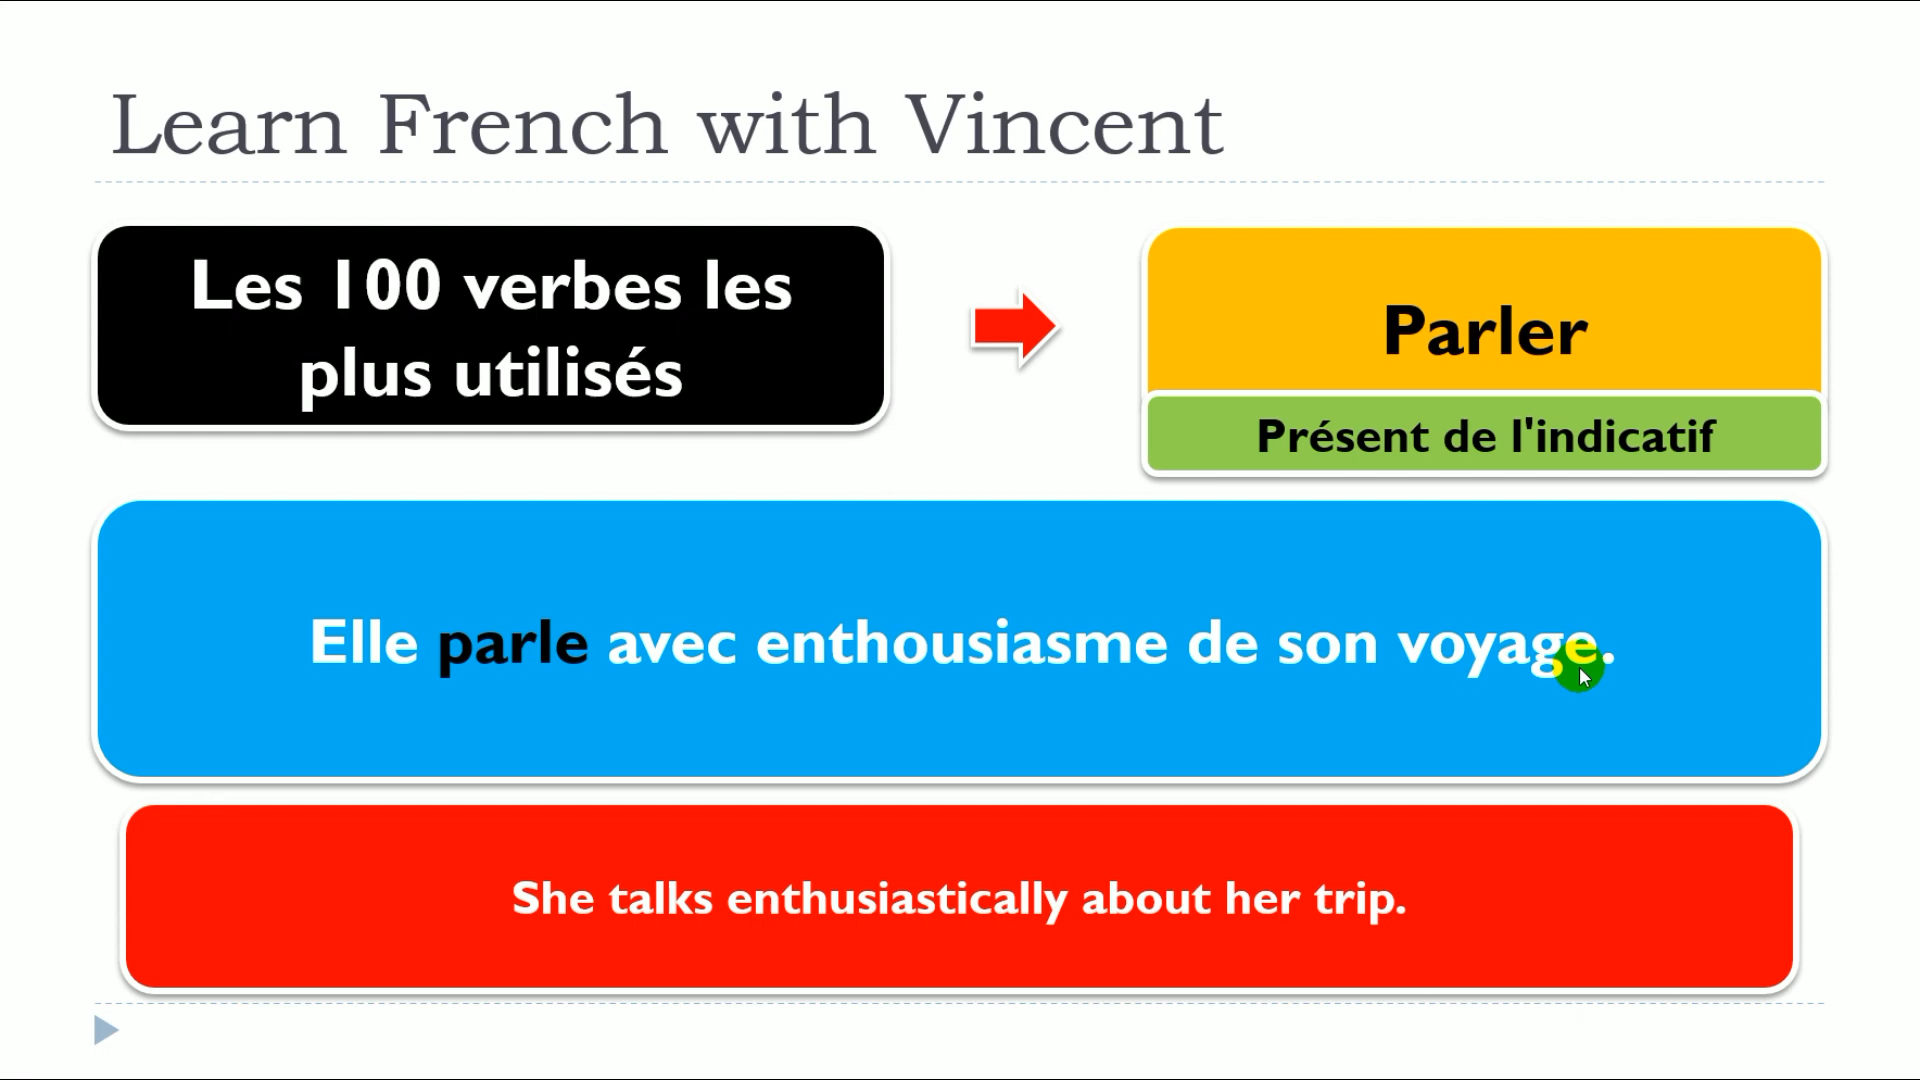 Learn French with Vincent
Les 100 verbes les
plus utilisés
Parler
Présent de l'indicatif
Elle parle avec enthousiasme de son voyage.
She talks enthusiastically about her trip.